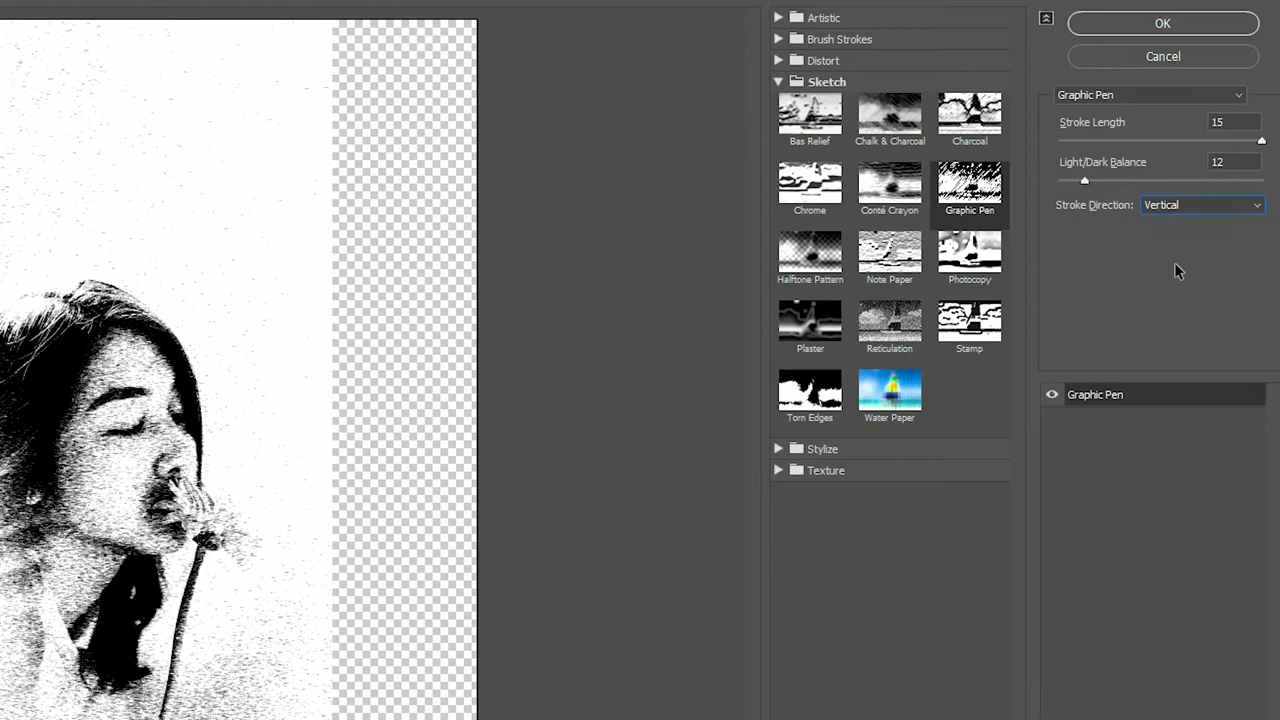 Artistic
Brush Strokes
Distort
Sketch
Bas Relief
Chalk & Charcoal
Charcoal
Chrome
Conté Crayon
Graphic Pen
Halftone Pattern
Note Paper
Photocopy
Plaster
Reticulation
Stamp
Torn Edges
Water Paper
Stylize
Texture
OK
Cancel
Graphic Pen
Stroke Length 15
Light/Dark Balance 12
Stroke Direction: Vertical
Graphic Pen